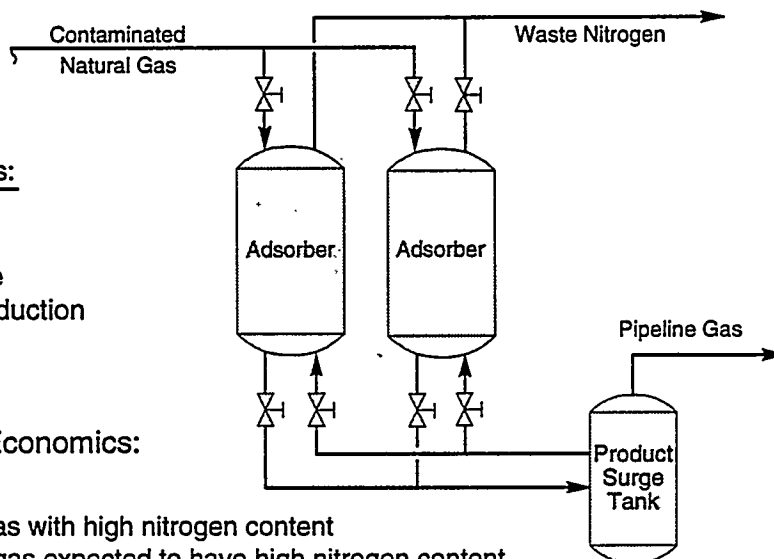 Contaminated
Natural Gas
Waste Nitrogen
s:
Adsorber
Adsorber
e
duction
Pipeline Gas
Economics:
Product
Surge
Tank
as with high nitrogen content
gas expected to have high nitrogen content